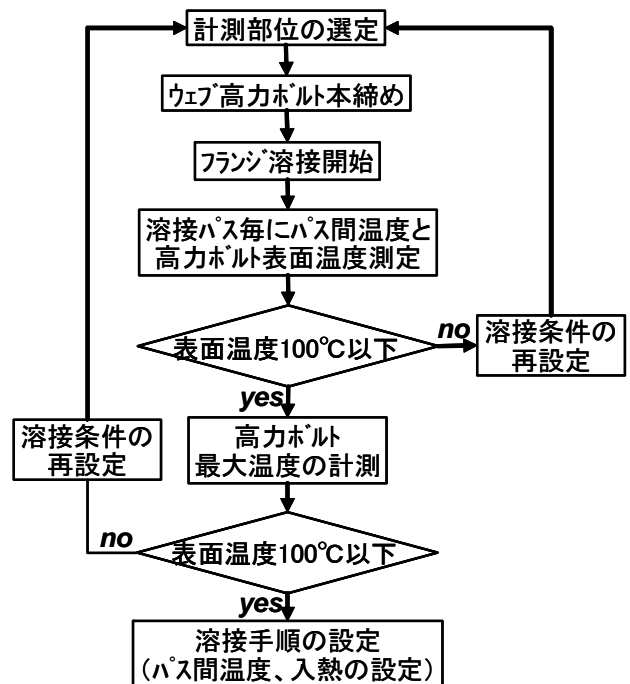 計測部位の選定
ウェブ高力ボルト本締め
フランジ溶接開始
溶接パス毎にパス間温度と
高力ボルト表面温度測定
表面温度100℃以下
no
溶接条件の
再設定
yes
高力ボルト
最大温度の計測
溶接条件の
再設定
no
表面温度100℃以下
yes
溶接手順の設定
(パス間温度、入熱の設定)